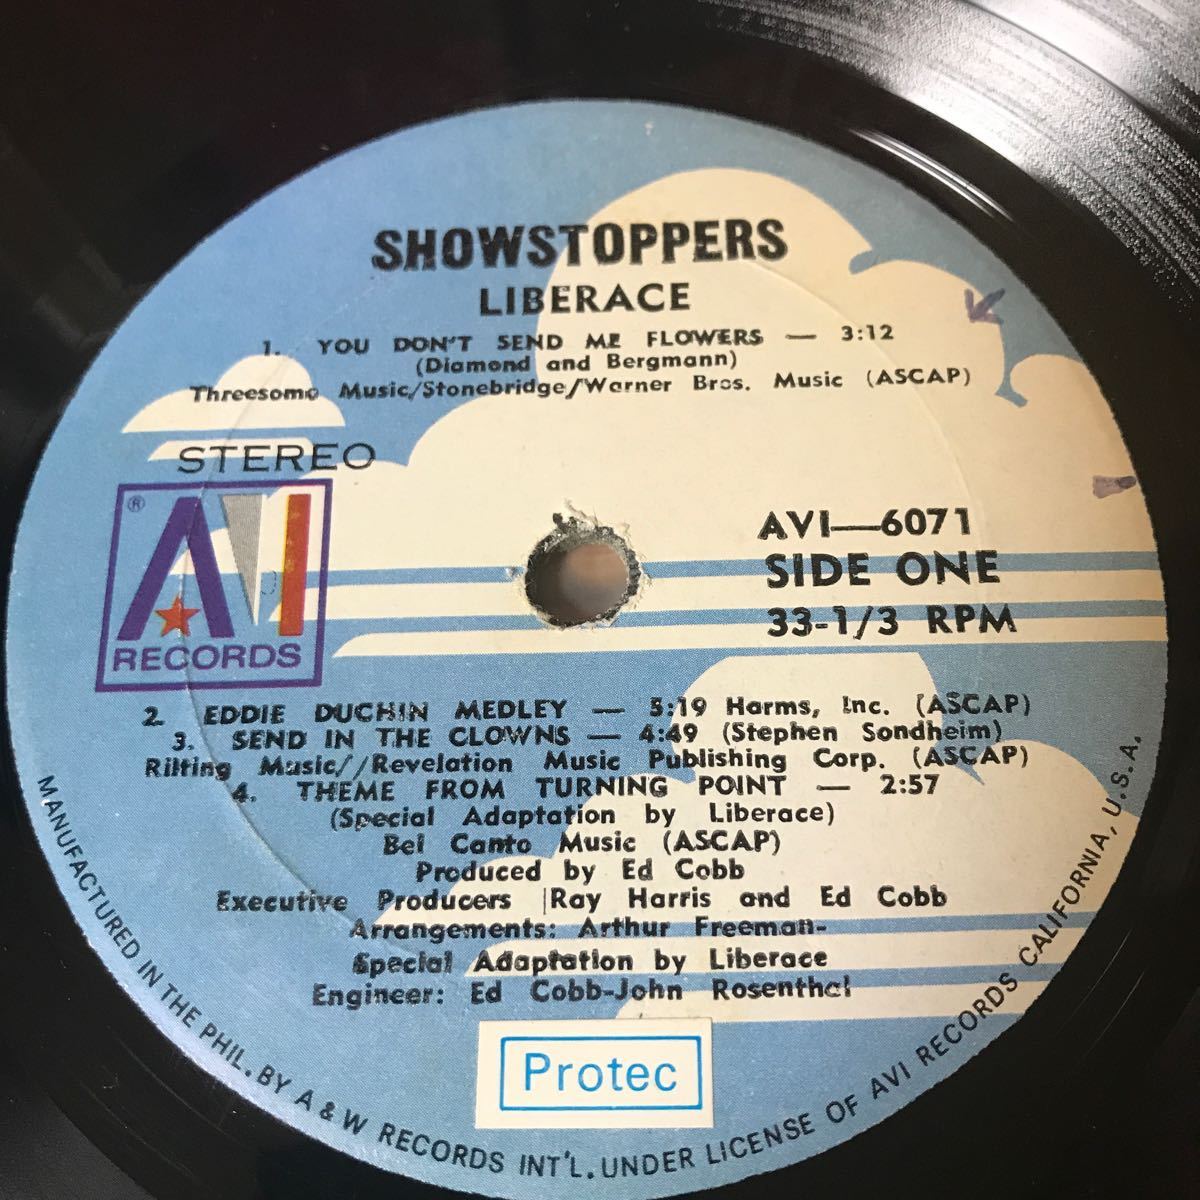 SHOWSTOPPERS
LIBERACE
1. YOU DON'T SEND ME FLOWERS — 3:12
(Diamond and Bergmann)
Threesome Music/Stonebridge/Warner Bros. Music (ASCAP)
STEREO
®
AVI
RECORDS
AVI—6071
SIDE ONE
33-1/3 RPM
2. EDDIE DUCHIN MEDLEY — 5:19 Harms, Inc. (ASCAP)
3. SEND IN THE CLOWNS — 4:49 (Stephen Sondheim)
Rilting Music//Revelation Music Publishing Corp. (ASCAP)
4. THEME FROM TURNING POINT — 2:57
(Special Adaptation by Liberace)
Bel Canto Music (ASCAP)
Produced by Ed Cobb
Executive Producers |Ray Harris and Ed Cobb
Arrangements: Arthur Freeman-
Special Adaptation by Liberace
Engineer: Ed Cobb-John Rosenthal
Protec
MANUFACTURED IN THE PHIL. BY A & W RECORDS INT'L. UNDER LICENSE OF AVI RECORDS CALIFORNIA, U.S.A.